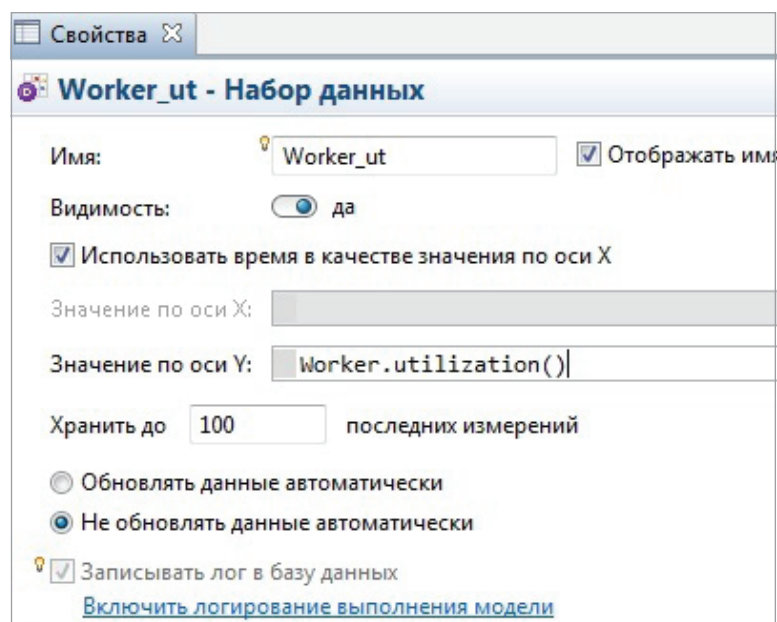 Свойства
Worker_ut - Набор данных
Имя: Worker_ut Отображать имя
Видимость: да
Использовать время в качестве значения по оси X
Значение по оси X:
Значение по оси Y: Worker.utilization()
Хранить до 100 последних измерений
Обновлять данные автоматически
Не обновлять данные автоматически
Записывать лог в базу данных
Включить логирование выполнения модели